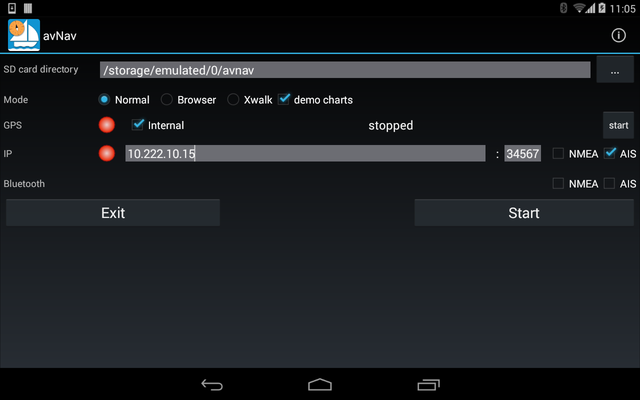 11:05
avNav
SD card directory /storage/emulated/0/avnav ...
Mode Normal Browser Xwalk demo charts
GPS Internal stopped start
IP 10.222.10.15 : 34567 NMEA AIS
Bluetooth NMEA AIS
Exit Start